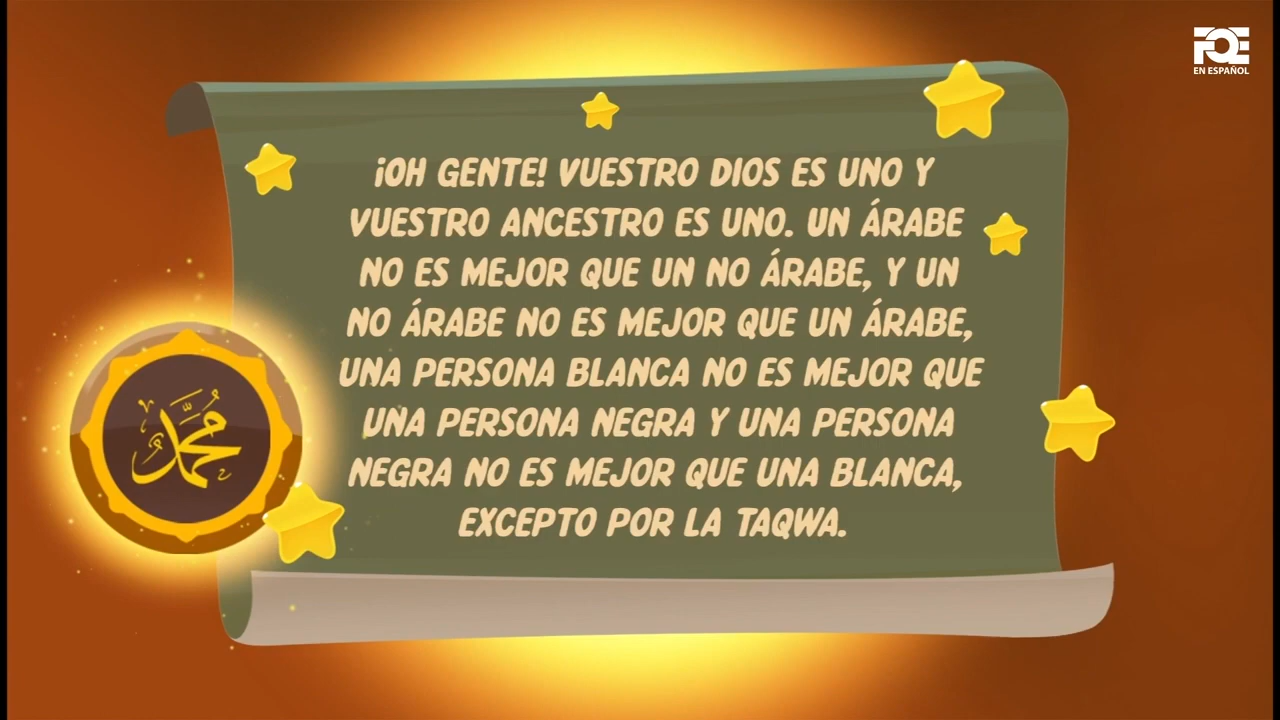 FQE
EN ESPAÑOL
¡OH GENTE! VUESTRO DIOS ES UNO Y
VUESTRO ANCESTRO ES UNO. UN ÁRABE
NO ES MEJOR QUE UN NO ÁRABE, Y UN
NO ÁRABE NO ES MEJOR QUE UN ÁRABE,
UNA PERSONA BLANCA NO ES MEJOR QUE
UNA PERSONA NEGRA Y UNA PERSONA
NEGRA NO ES MEJOR QUE UNA BLANCA,
EXCEPTO POR LA TAQWA.
محمد